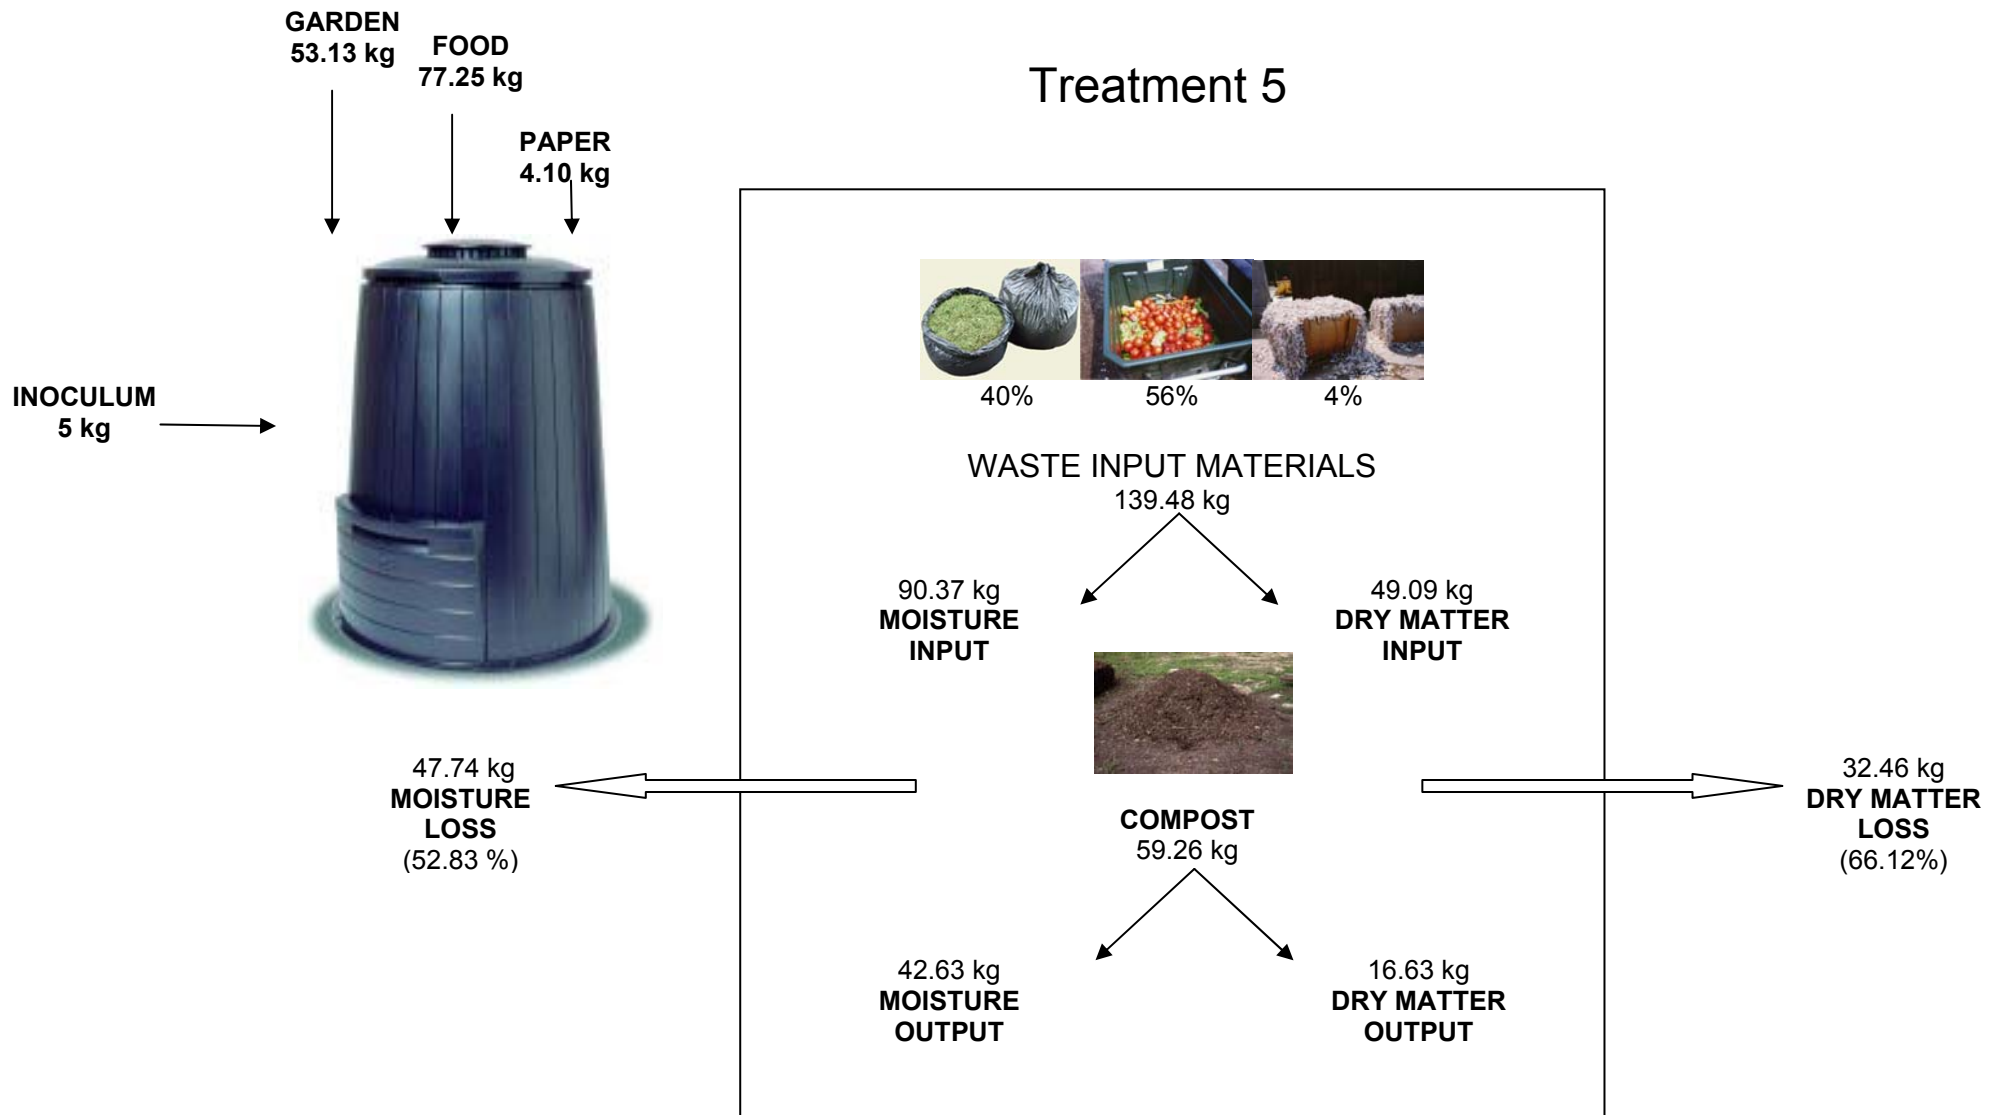 GARDEN
53.13 kg
FOOD
77.25 kg
Treatment 5
PAPER
4.10 kg
INOCULUM
5 kg
40%
56%
4%
WASTE INPUT MATERIALS
139.48 kg
90.37 kg
MOISTURE
INPUT
49.09 kg
DRY MATTER
INPUT
47.74 kg
MOISTURE
LOSS
(52.83 %)
32.46 kg
DRY MATTER
LOSS
(66.12%)
COMPOST
59.26 kg
42.63 kg
MOISTURE
OUTPUT
16.63 kg
DRY MATTER
OUTPUT